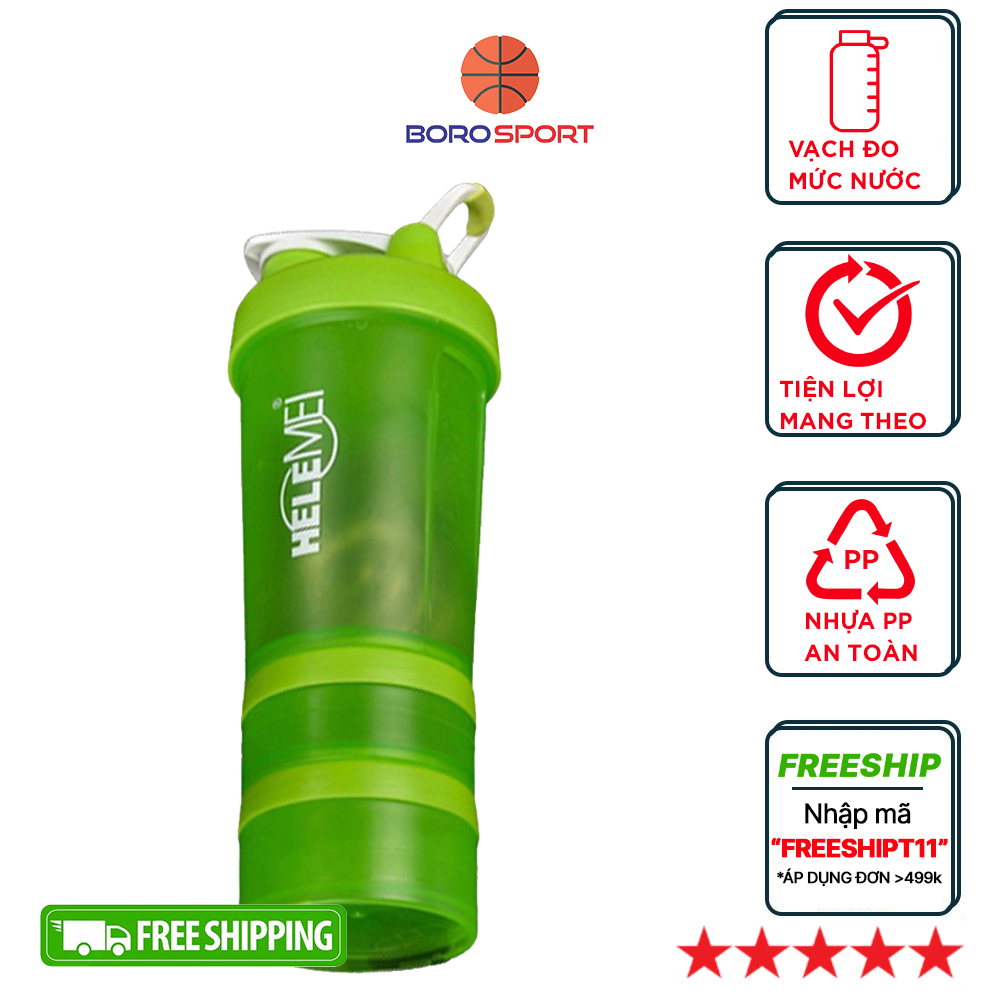 BORO SPORT
VẠCH ĐO
MỨC NƯỚC
HELEMEI®
TIỆN LỢI
MANG THEO
PP
NHỰA PP
AN TOÀN
FREESHIP
Nhập mã
“FREESHIPT11”
*ÁP DỤNG ĐƠN >499k
FREE SHIPPING